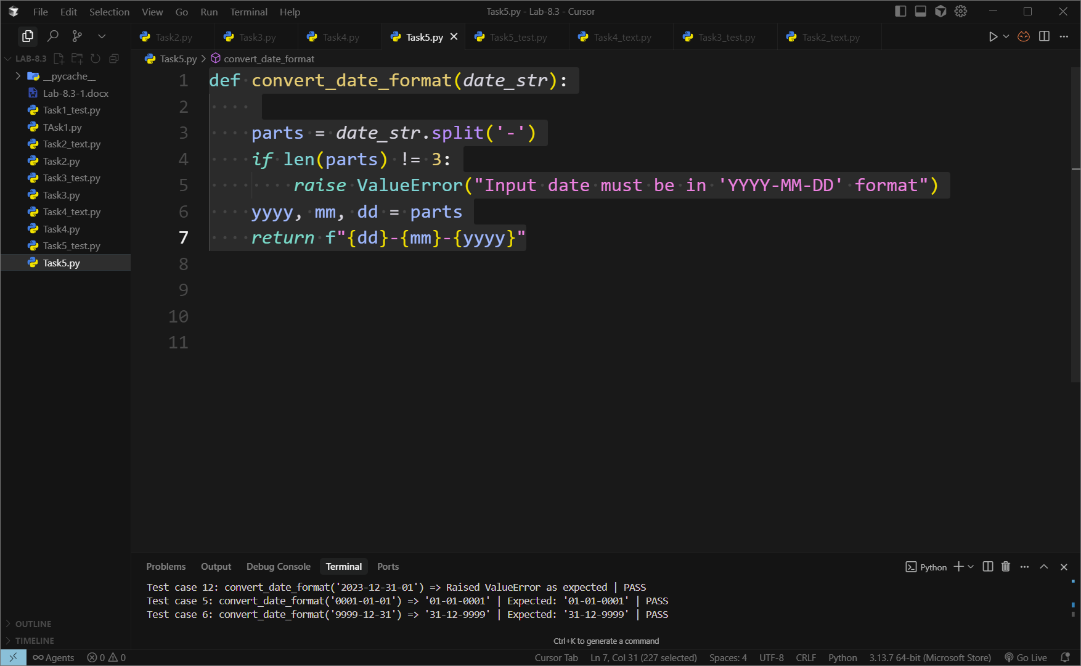 File Edit Selection View Go Run Terminal Help Task5.py - Lab-8.3 - Cursor
Task2.py Task3.py Task4.py Task5.py Task5_test.py Task4_text.py Task3_test.py Task2_text.py
LAB-8.3
Task5.py > convert_date_format
__pycache__
Lab-8.3-1.docx
Task1_test.py
TAsk1.py
Task2_text.py
Task2.py
Task3_test.py
Task3.py
Task4_text.py
Task4.py
Task5_test.py
Task5.py
1 def convert_date_format(date_str):
2
3 parts = date_str.split('-')
4 if len(parts) != 3:
5 raise ValueError("Input date must be in 'YYYY-MM-DD' format")
6 yyyy, mm, dd = parts
7 return f"{dd}-{mm}-{yyyy}"
8
9
10
11
Problems Output Debug Console Terminal Ports Python
Test case 12: convert_date_format('2023-12-31-01') => Raised ValueError as expected | PASS
Test case 5: convert_date_format('0001-01-01') => '01-01-0001' | Expected: '01-01-0001' | PASS
Test case 6: convert_date_format('9999-12-31') => '31-12-9999' | Expected: '31-12-9999' | PASS
Ctrl+K to generate a command
OUTLINE
TIMELINE
Agents 0 0 Cursor Tab Ln 7, Col 31 (227 selected) Spaces: 4 UTF-8 CRLF Python 3.13.7 64-bit (Microsoft Store) Go Live